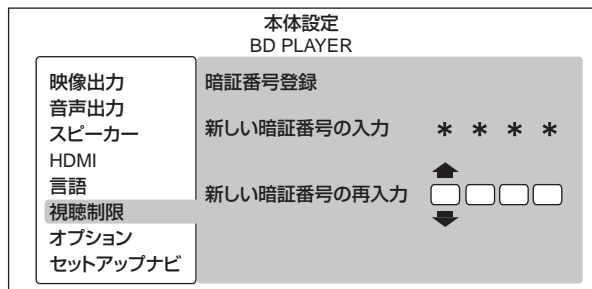 本体設定
BD PLAYER
映像出力
音声出力
スピーカー
HDMI
言語
視聴制限
オプション
セットアップナビ
暗証番号登録
新しい暗証番号の入力 * * * *
新しい暗証番号の再入力